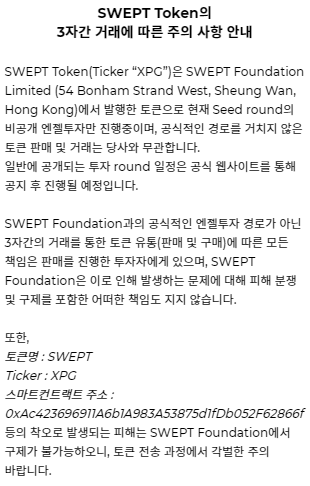 SWEPT Token의
3자간 거래에 따른 주의 사항 안내
SWEPT Token(Ticker “XPG”)은 SWEPT Foundation
Limited (54 Bonham Strand West, Sheung Wan,
Hong Kong)에서 발행한 토큰으로 현재 Seed round의
비공개 엔젤투자만 진행중이며, 공식적인 경로를 거치지 않은
토큰 판매 및 거래는 당사와 무관합니다.
일반에 공개되는 투자 round 일정은 공식 웹사이트를 통해
공지 후 진행될 예정입니다.
SWEPT Foundation과의 공식적인 엔젤투자 경로가 아닌
3자간의 거래를 통한 토큰 유통(판매 및 구매)에 따른 모든
책임은 판매를 진행한 투자자에게 있으며, SWEPT
Foundation은 이로 인해 발생하는 문제에 대해 피해 분쟁
및 구제를 포함한 어떠한 책임도 지지 않습니다.
또한,
토큰명 : SWEPT
Ticker : XPG
스마트컨트랙트 주소 :
0xAc423696911A6b1A983A53875d1fDb052F62866f
등의 착오로 발생되는 피해는 SWEPT Foundation에서
구제가 불가능하오니, 토큰 전송 과정에서 각별한 주의
바랍니다.